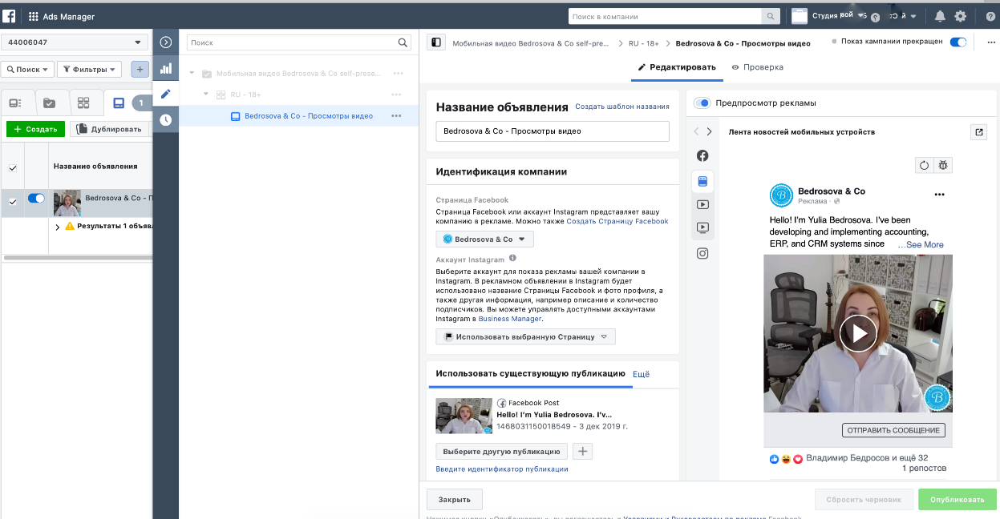 Ads Manager
Поиск в компании
Студия
44006047
Поиск
Фильтры
1
+ Создать
Дублировать
Название объявления
Bedrosova & Co - П
Результаты 1 объяв
Поиск
Мобильная видео Bedrosova & Co self-prese...
RU - 18+
Bedrosova & Co - Просмотры видео
Мобильная видео Bedrosova & Co self-pre...
RU - 18+
Bedrosova & Co - Просмотры видео
Показ кампании прекращен
Редактировать
Проверка
Название объявления
Создать шаблон названия
Bedrosova & Co - Просмотры видео
Идентификация компании
Страница Facebook
Страница Facebook или аккаунт Instagram представляет вашу
компанию в рекламе. Можно также Создать Страницу Facebook
Bedrosova & Co
Аккаунт Instagram
Выберите аккаунт для показа рекламы вашей компании в
Instagram. В рекламном объявлении в Instagram будет
использовано название Страницы Facebook и фото профиля, а
также другая информация, например описание и количество
подписчиков. Вы можете управлять доступными аккаунтами
Instagram в Business Manager.
Использовать выбранную Страницу
Использовать существующую публикацию
Ещё
Facebook Post
Hello! I'm Yulia Bedrosova. I'v...
1468031150018549 - 3 дек 2019 г.
Выберите другую публикацию
Введите идентификатор публикации
Предпросмотр рекламы
Лента новостей мобильных устройств
Bedrosova & Co
Реклама
Hello! I'm Yulia Bedrosova. I've been
developing and implementing accounting,
ERP, and CRM systems since ...See More
ОТПРАВИТЬ СООБЩЕНИЕ
Владимир Бедросов и ещё 32
1 репостов
Закрыть
Сбросить черновик
Опубликовать